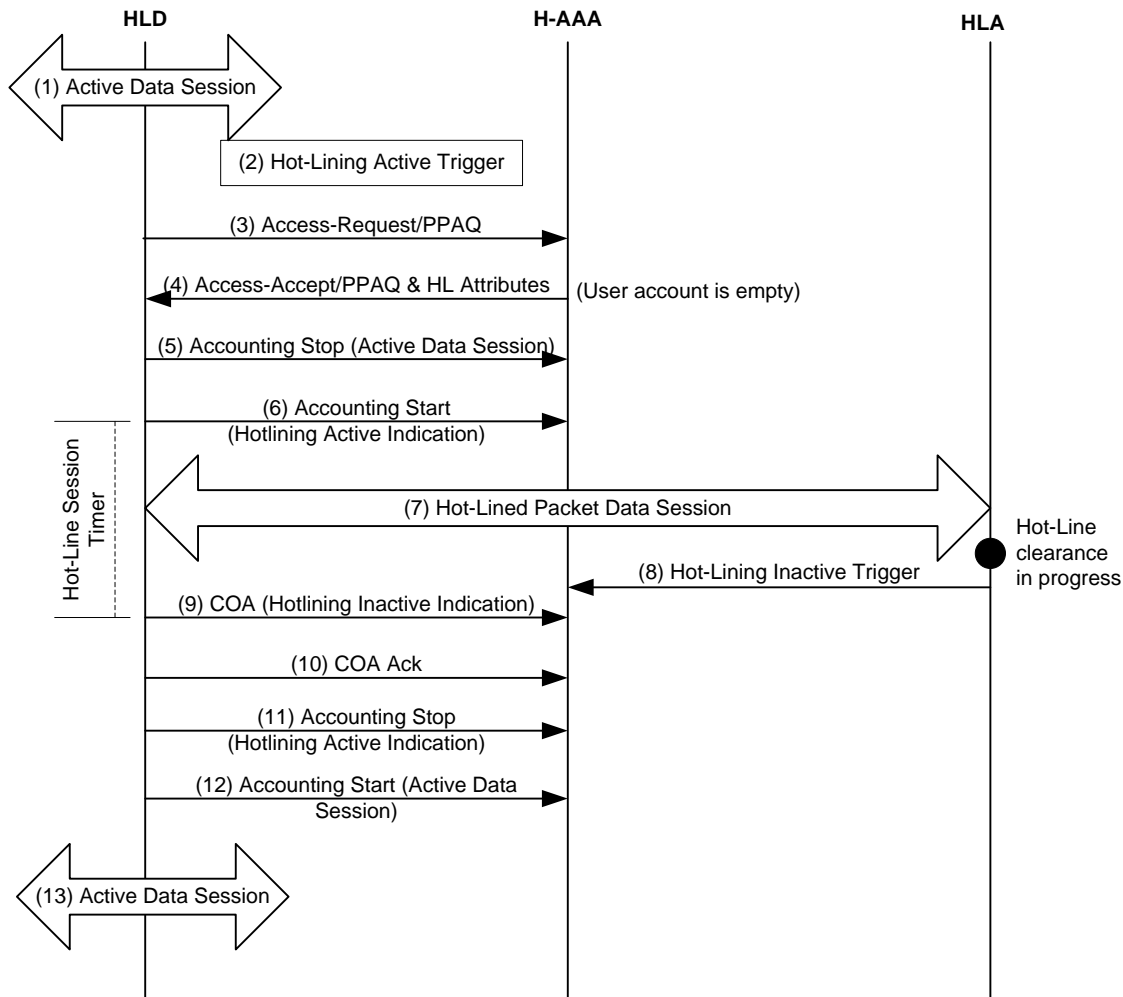 HLD
H-AAA
HLA
(1) Active Data Session
(2) Hot-Lining Active Trigger
(3) Access-Request/PPAQ
(4) Access-Accept/PPAQ & HL Attributes
(User account is empty)
(5) Accounting Stop (Active Data Session)
(6) Accounting Start
(Hotlining Active Indication)
Hot-Line Session
Timer
(7) Hot-Lined Packet Data Session
Hot-Line
clearance
in progress
(8) Hot-Lining Inactive Trigger
(9) COA (Hotlining Inactive Indication)
(10) COA Ack
(11) Accounting Stop
(Hotlining Active Indication)
(12) Accounting Start (Active Data
Session)
(13) Active Data Session